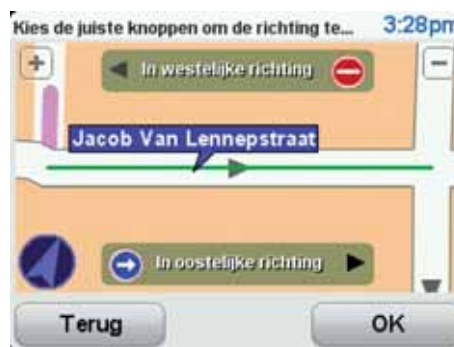 Kies de juiste knoppen om de richting te...
3:28pm
+
−
In westelijke richting
Jacob Van Lennepstraat
In oostelijke richting
Terug
OK